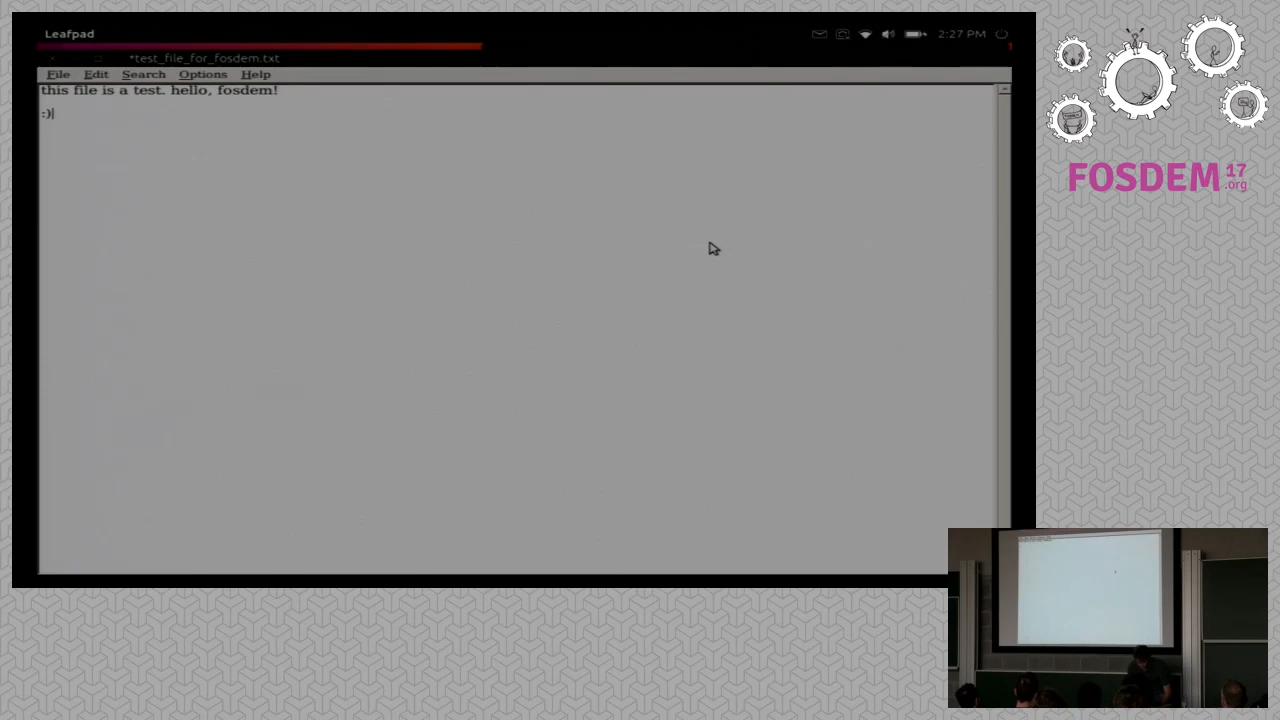 Leafpad
2:27 PM
*test_file_for_fosdem.txt
File Edit Search Options Help
this file is a test. hello, fosdem!
:)
FOSDEM 17
.org